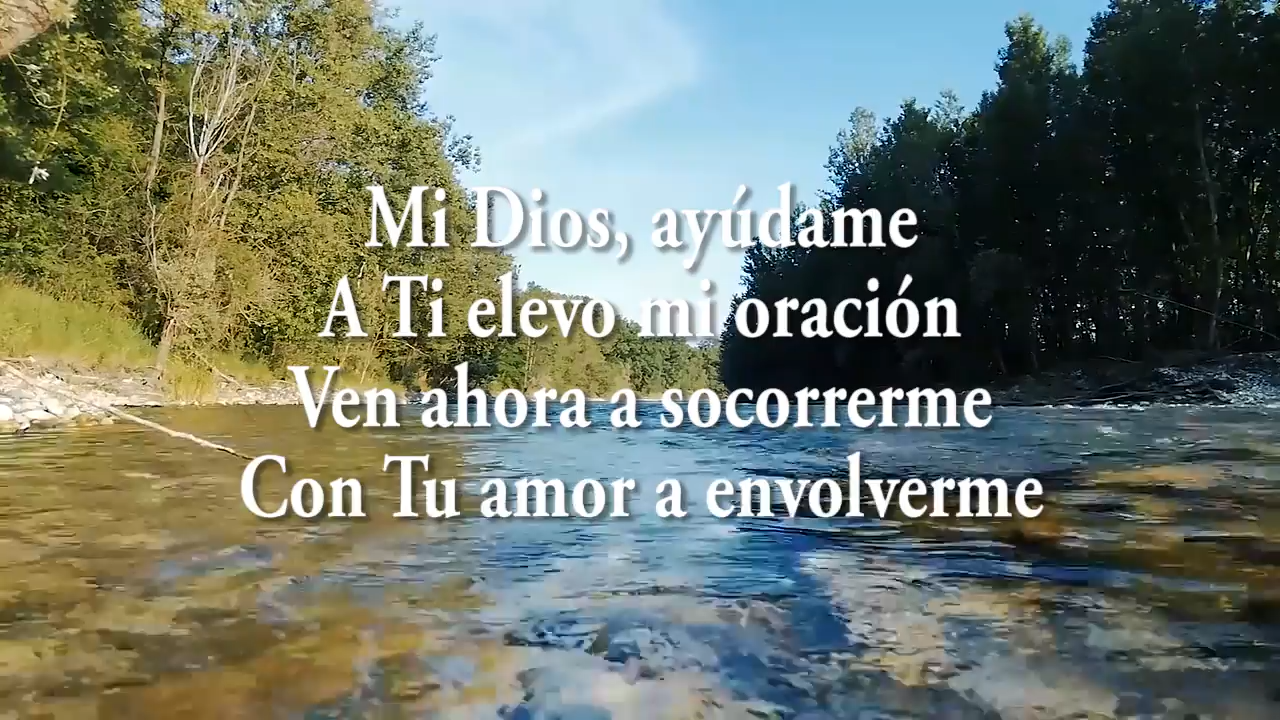 Mi Dios, ayúdame
A Ti elevo mi oración
Ven ahora a socorrerme
Con Tu amor a envolverme